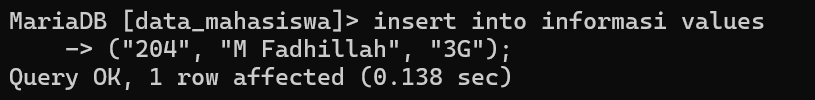 MariaDB [data_mahasiswa]> insert into informasi values
    -> ("204", "M Fadhillah", "3G");
Query OK, 1 row affected (0.138 sec)